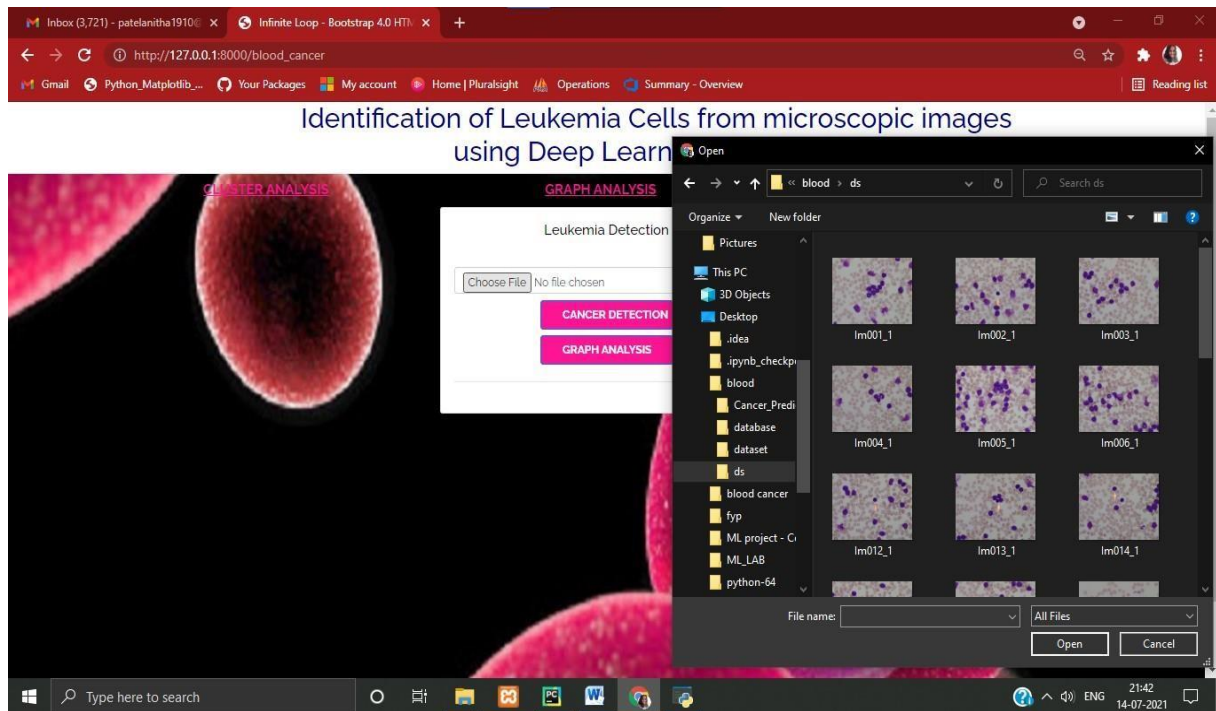 Inbox (3,721) - patelanitha1910@
Infinite Loop - Bootstrap 4.0 HTM
http://127.0.0.1:8000/blood_cancer
Gmail Python_Matplotlib_... Your Packages My account Home | Pluralsight Operations Summary - Overview Reading list
Identification of Leukemia Cells from microscopic images
using Deep Learn
CLUSTER ANALYSIS
GRAPH ANALYSIS
Leukemia Detection
Choose File No file chosen
CANCER DETECTION
GRAPH ANALYSIS
Open
« blood › ds
Search ds
Organize New folder
Pictures
This PC
3D Objects
Desktop
.idea
.ipynb_checkp
blood
Cancer_Predi
database
dataset
ds
blood cancer
fyp
ML project - Co
ML_LAB
python-64
Im001_1 Im002_1 Im003_1
Im004_1 Im005_1 Im006_1
Im012_1 Im013_1 Im014_1
File name: All Files
Open Cancel
Type here to search
ENG
21:42
14-07-2021